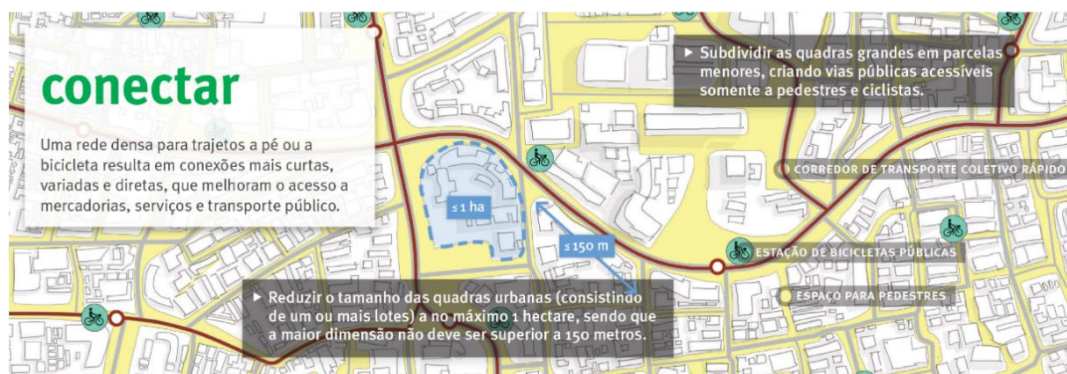 conectar
Uma rede densa para trajetos a pé ou a
bicicleta resulta em conexões mais curtas,
variadas e diretas, que melhoram o acesso a
mercadorias, serviços e transporte público.
▸ Subdividir as quadras grandes em parcelas
menores, criando vias públicas acessíveis
somente a pedestres e ciclistas.
CORREDOR DE TRANSPORTE COLETIVO RÁPIDO
≤ 1 ha
≤ 150 m
ESTAÇÃO DE BICICLETAS PÚBLICAS
ESPAÇO PARA PEDESTRES
▸ Reduzir o tamanho das quadras urbanas (consistindo
de um ou mais lotes) a no máximo 1 hectare, sendo que
a maior dimensão não deve ser superior a 150 metros.